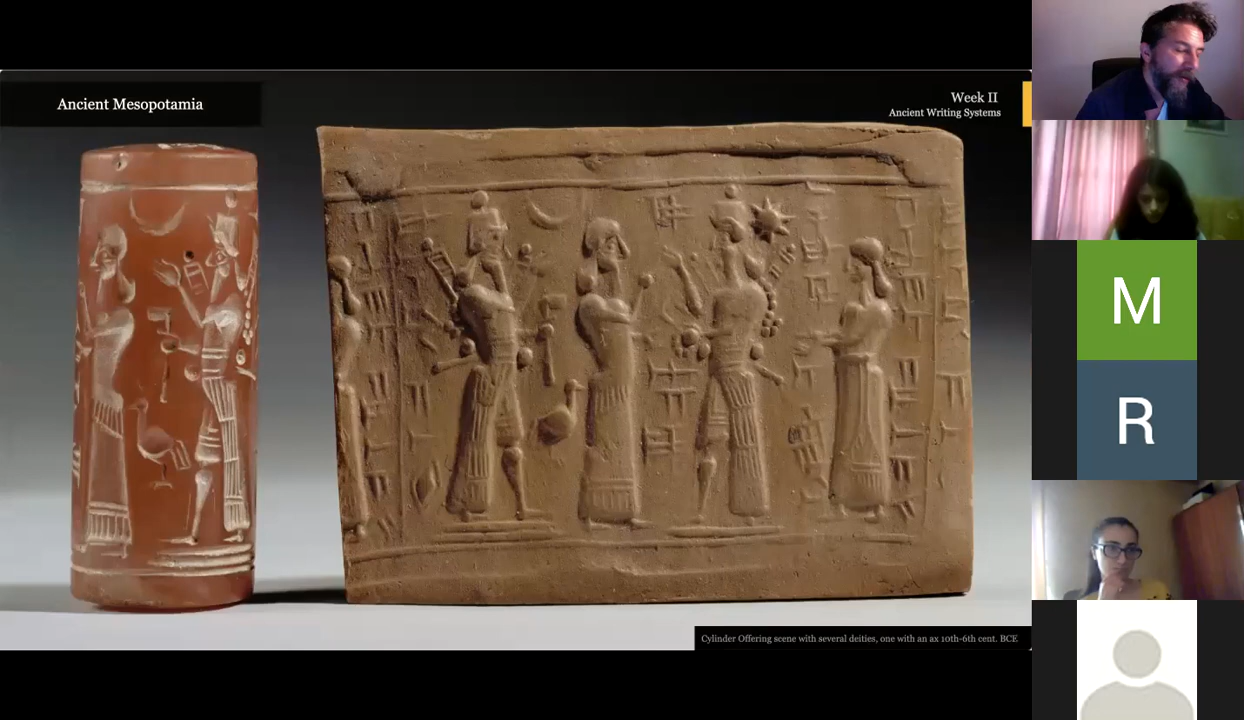 Ancient Mesopotamia
Week II
Ancient Writing Systems
Cylinder Offering scene with several deities, one with an ax 10th-6th cent. BCE
M
R